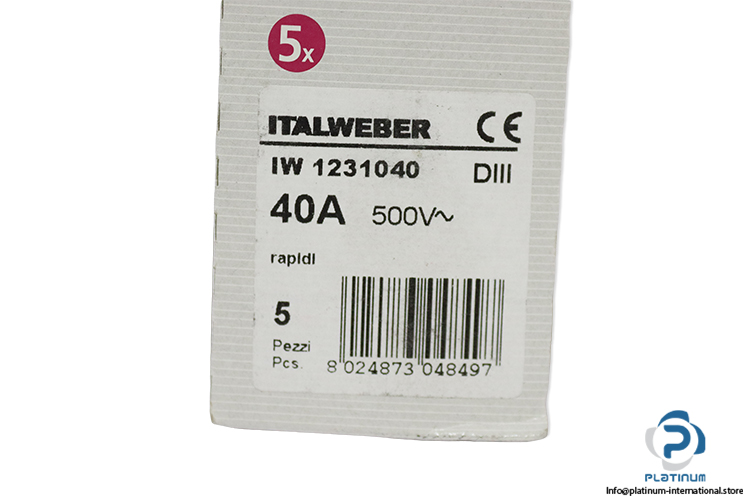 5x
ITALWEBER CE
IW 1231040 DIII
40A 500V~
rapidi
5
Pezzi
Pcs.
8 024873 048497
PLATINUM
Info@platinum-international.store